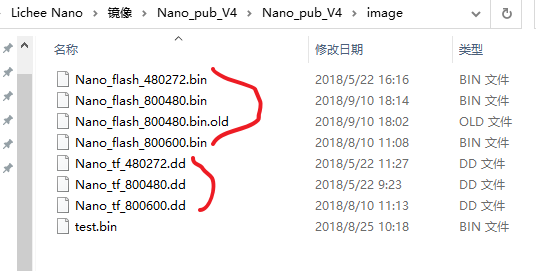 Lichee Nano > 镜像 > Nano_pub_V4 > Nano_pub_V4 > image
名称 修改日期 类型
Nano_flash_480272.bin 2018/5/22 16:16 BIN 文件
Nano_flash_800480.bin 2018/9/10 18:14 BIN 文件
Nano_flash_800480.bin.old 2018/9/10 18:02 OLD 文件
Nano_flash_800600.bin 2018/8/10 11:08 BIN 文件
Nano_tf_480272.dd 2018/5/22 11:27 DD 文件
Nano_tf_800480.dd 2018/5/22 9:23 DD 文件
Nano_tf_800600.dd 2018/8/10 11:13 DD 文件
test.bin 2018/8/25 10:18 BIN 文件